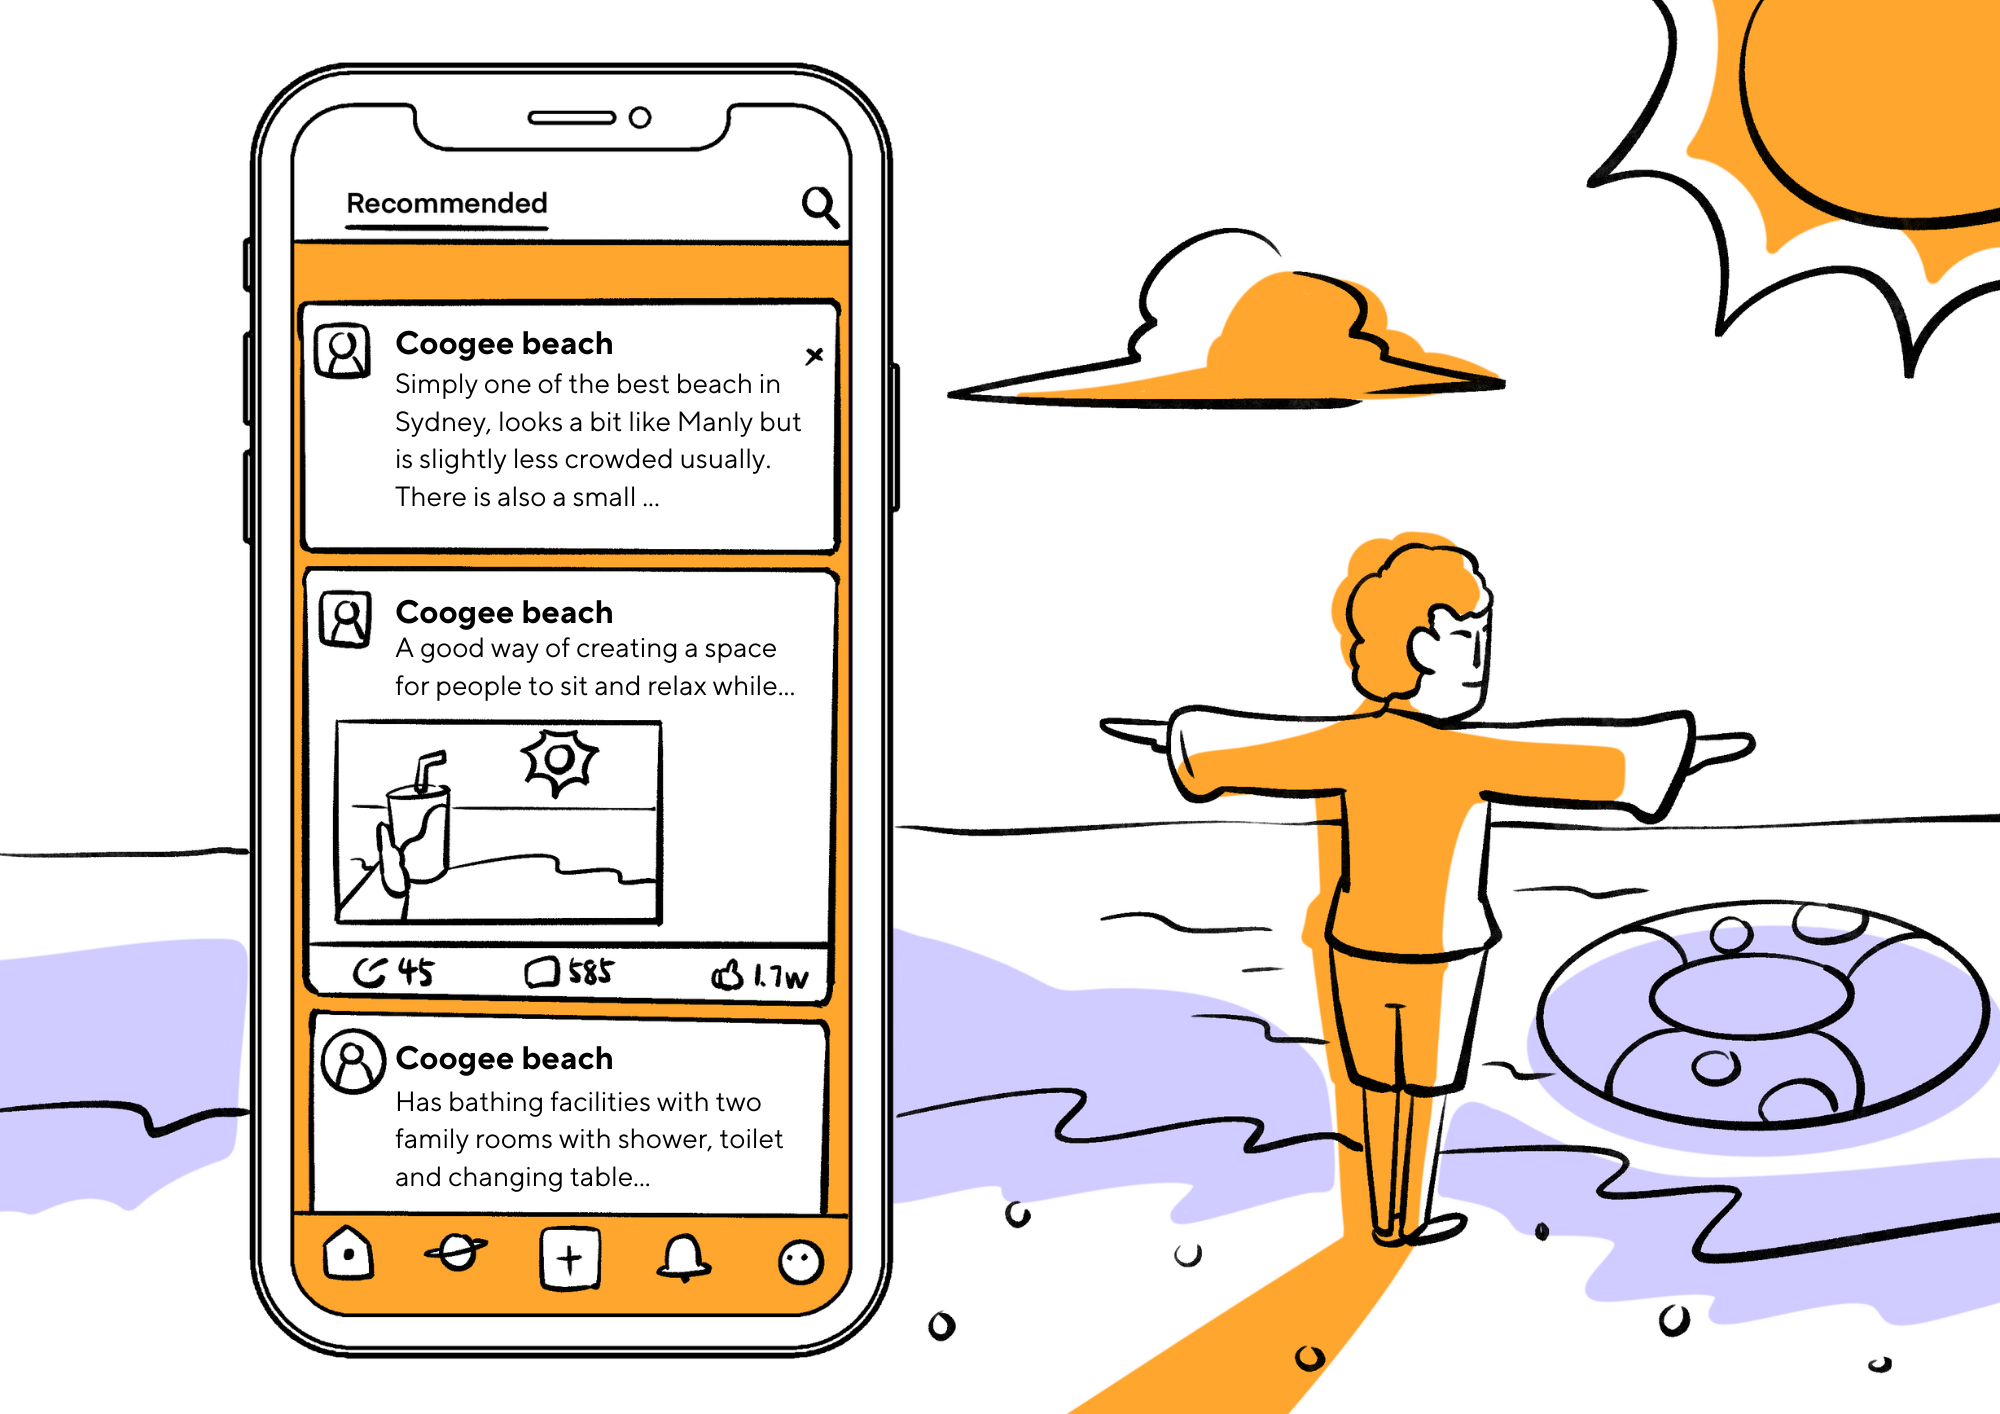 Recommended
Coogee beach
Simply one of the best beach in
Sydney, looks a bit like Manly but
is slightly less crowded usually.
There is also a small ...
Coogee beach
A good way of creating a space
for people to sit and relax while...
45 585 1.7w
Coogee beach
Has bathing facilities with two
family rooms with shower, toilet
and changing table...